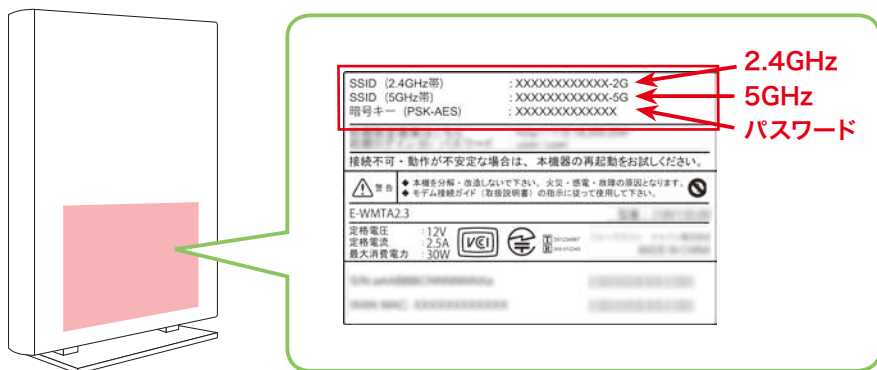 SSID (2.4GHz帯) : XXXXXXXXXXXX-2G
SSID (5GHz帯) : XXXXXXXXXXXX-5G
暗号キー (PSK-AES) : XXXXXXXXXXXXX
2.4GHz
5GHz
パスワード
接続不可・動作が不安定な場合は、本機器の再起動をお試しください。
警告
◆ 本機を分解・改造しないで下さい。火災・感電・故障の原因となります。
◆ モデム接続ガイド（取扱説明書）の指示に従って使用して下さい。
E-WMTA2.3
定格電圧 : 12V
定格電流 : 2.5A
最大消費電力 : 30W
VCI